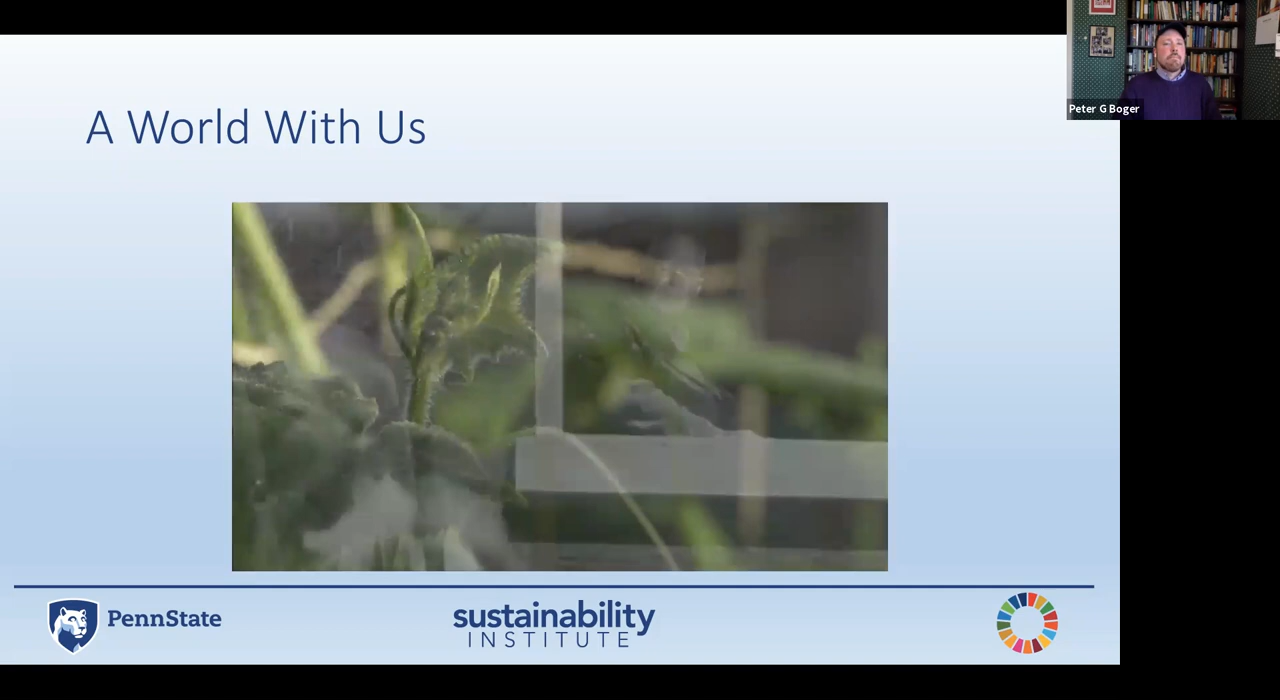 Peter G Boger
A World With Us
PennState
sustainability
INSTITUTE